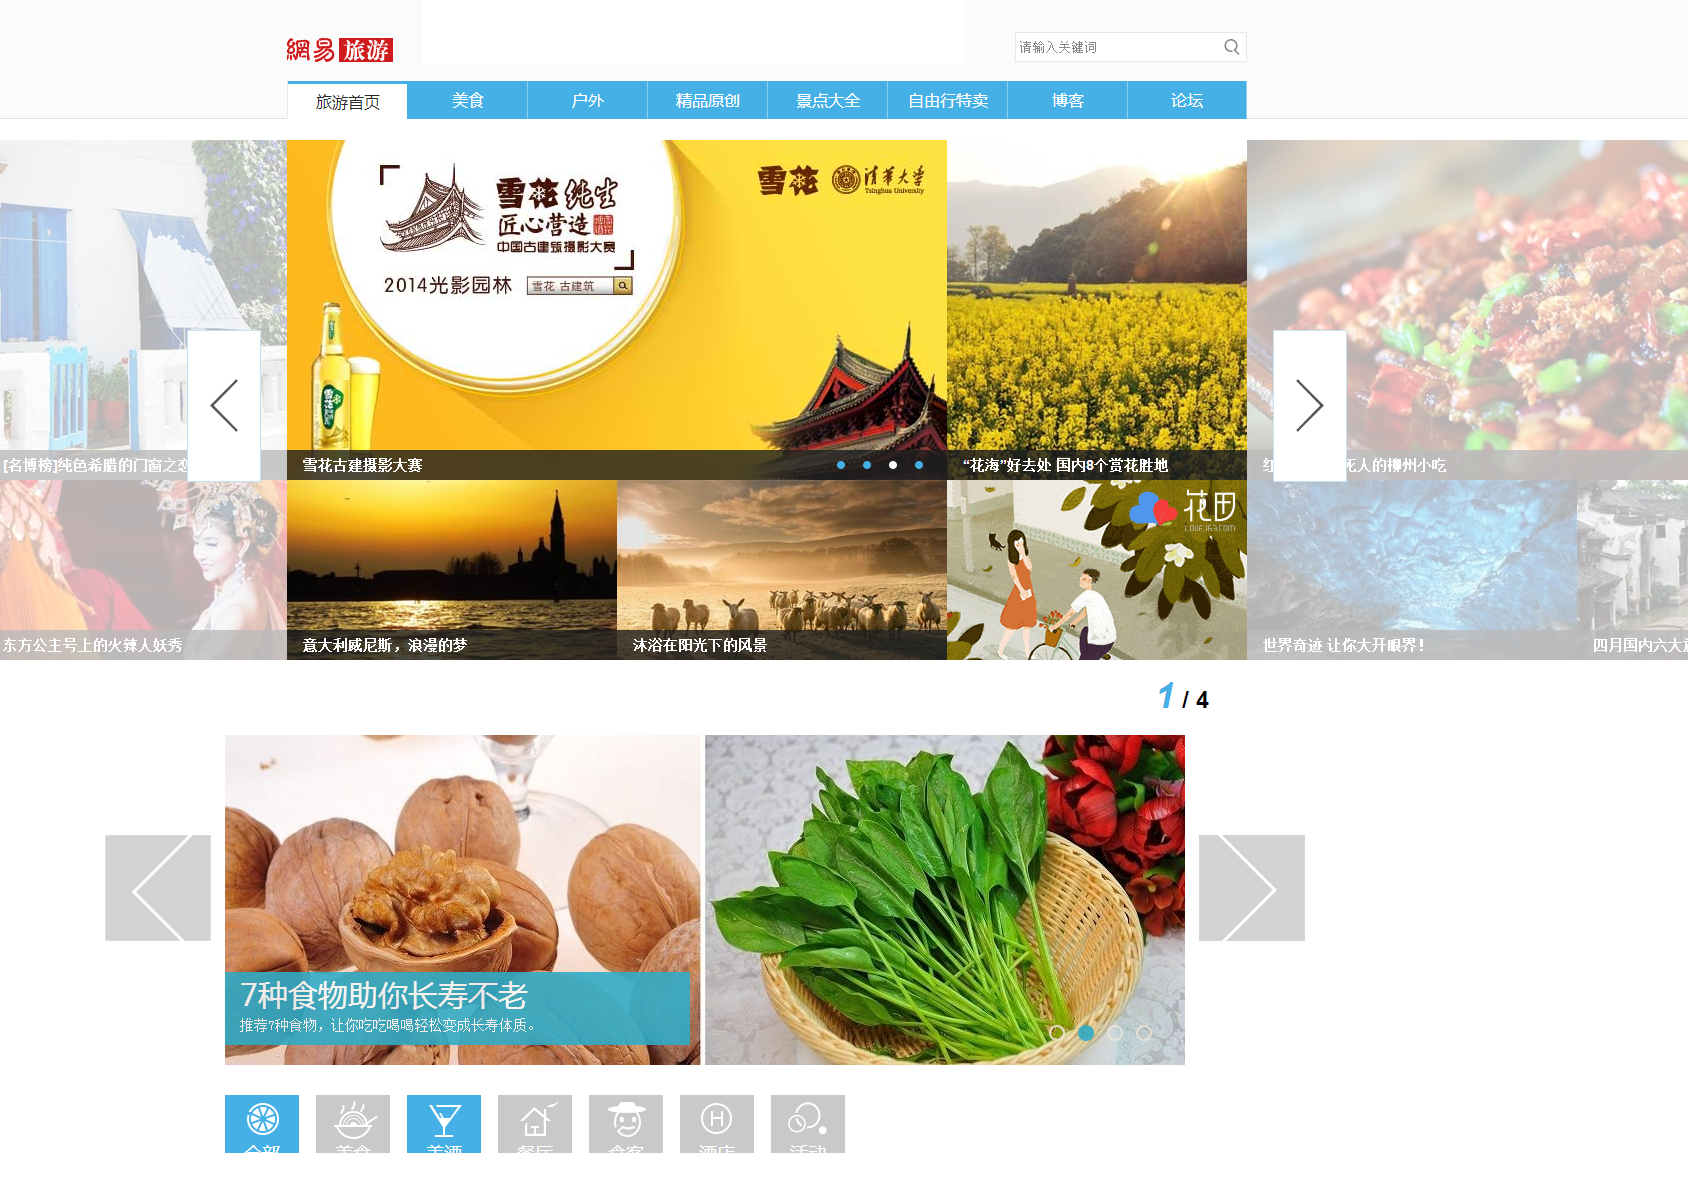 網易 旅游
请输入关键词
旅游首页 美食 户外 精品原创 景点大全 自由行特卖 博客 论坛
雪花纯生
匠心营造
中国古建筑摄影大赛
2014光影园林 雪花 古建筑
雪花 清华大学
Tsinghua University
雪花
[名博榜]纯色希腊的门窗之恋
雪花古建摄影大赛
“花海”好去处 国内8个赏花胜地
死人的柳州小吃
花田
LOVE.163.COM
东方公主号上的火辣人妖秀
意大利威尼斯，浪漫的梦
沐浴在阳光下的风景
世界奇迹 让你大开眼界！
四月国内六大
1 / 4
7种食物助你长寿不老
推荐7种食物，让你吃吃喝喝轻松变成长寿体质。
全部 美食 美酒 餐厅 食客 酒店 活动